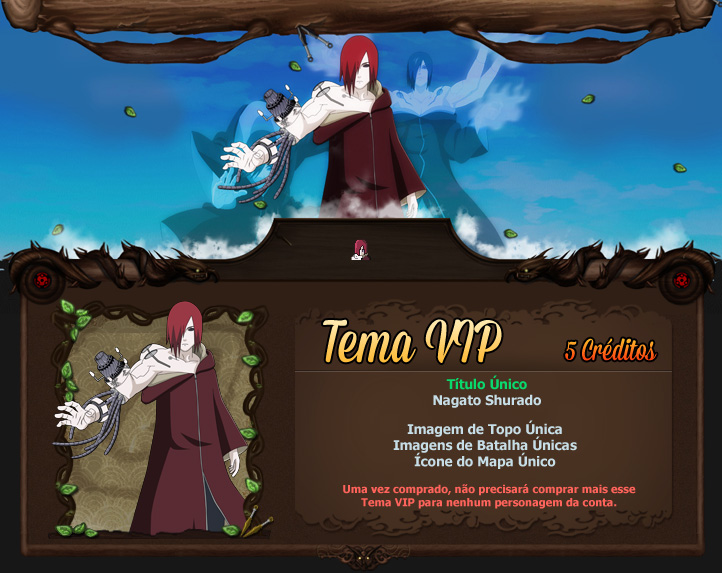 Tema VIP
5 Créditos
Título Único
Nagato Shurado
Imagem de Topo Única
Imagens de Batalha Únicas
Ícone do Mapa Único
Uma vez comprado, não precisará comprar mais esse
Tema VIP para nenhum personagem da conta.